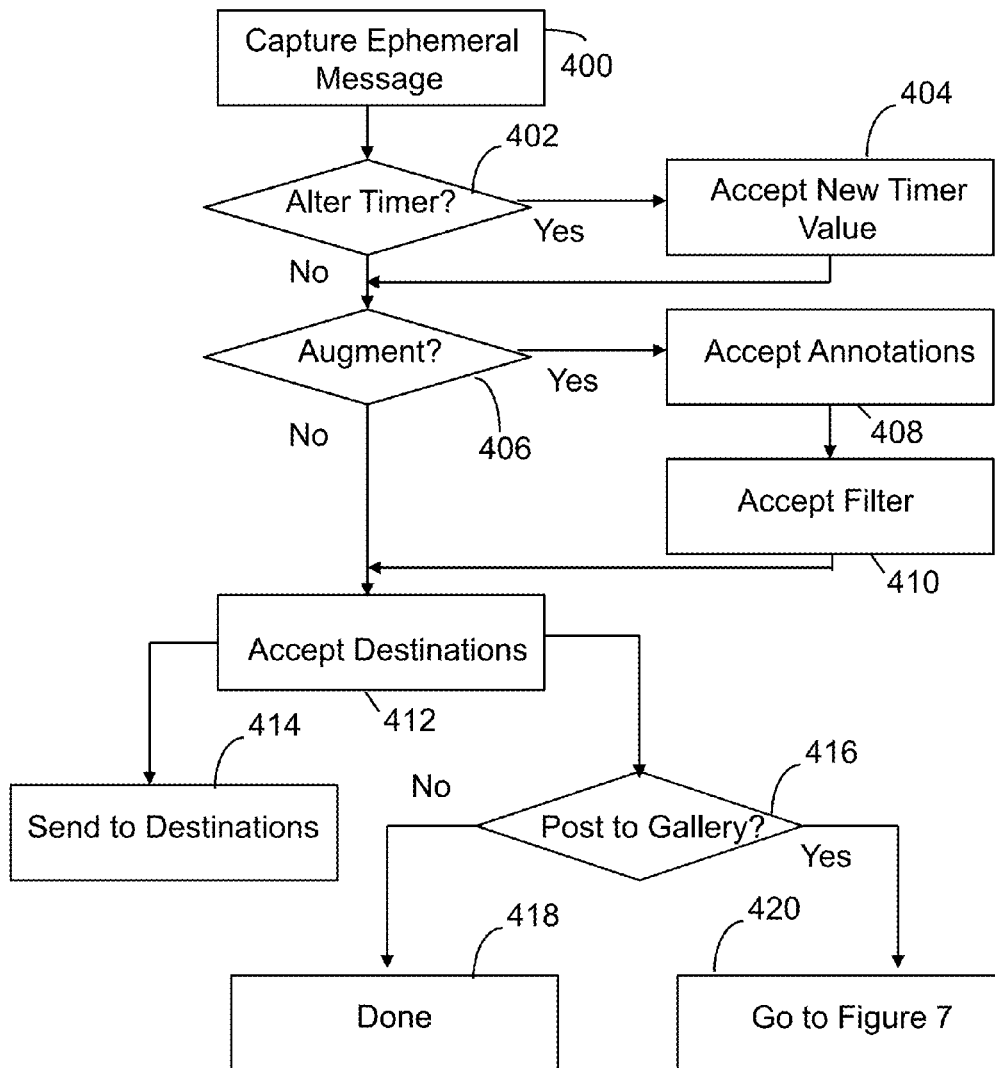 Capture Ephemeral
Message
400
402
404
Alter Timer?
Yes
Accept New Timer
Value
No
Augment?
Yes
Accept Annotations
No
406
408
Accept Filter
410
Accept Destinations
412
414
Send to Destinations
416
No
Post to Gallery?
Yes
418
420
Done
Go to Figure 7